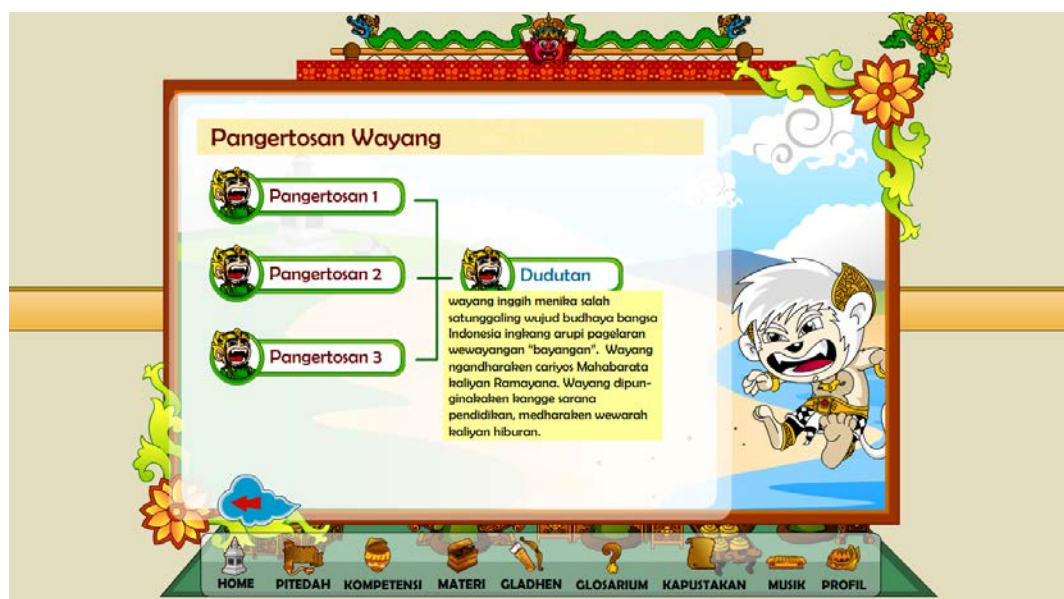 X
Pangertosan Wayang
Pangertosan 1
Pangertosan 2
Pangertosan 3
Dudutan
wayang inggih menika salah
satunggaling wujud budhaya bangsa
Indonesia ingkang arupi pagelaran
wewayangan "bayangan". Wayang
ngandharaken cariyos Mahabarata
kaliyan Ramayana. Wayang dipun-
ginakaken kangge sarana
pendidikan, medharaken wewarah
kaliyan hiburan.
HOME PITEDAH KOMPETENSI MATERI GLADHEN GLOSARIUM KAPUSTAKAN MUSIK PROFIL